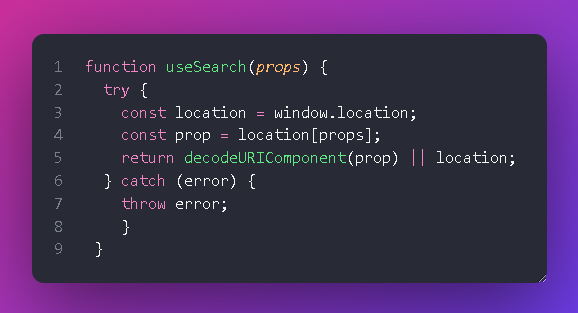 1 function useSearch(props) {
2 try {
3 const location = window.location;
4 const prop = location[props];
5 return decodeURIComponent(prop) || location;
6 } catch (error) {
7 throw error;
8 }
9 }